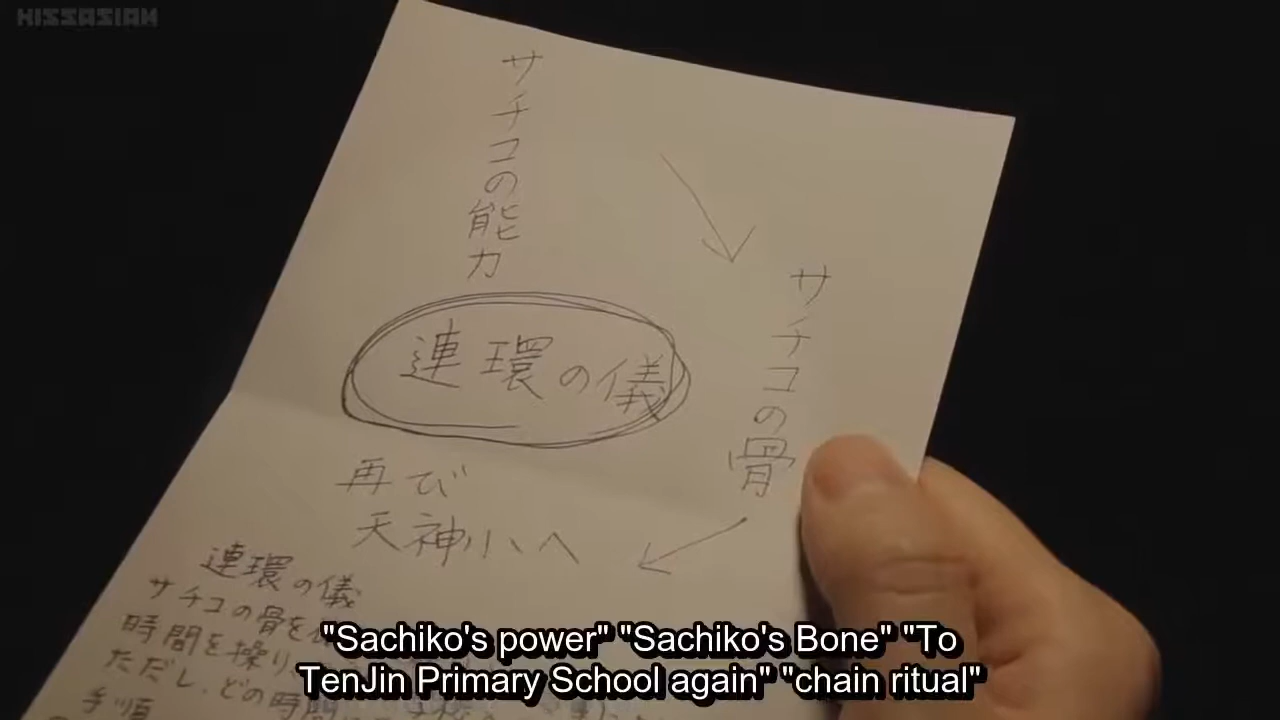 KISSASIAN
サチコの能力
サチコの骨
連環の儀
再び
天神小へ
連環の儀
サチコの骨を
時間を操り
ただし、どの時間
手順
"Sachiko's power" "Sachiko's Bone" "To
TenJin Primary School again" "chain ritual"